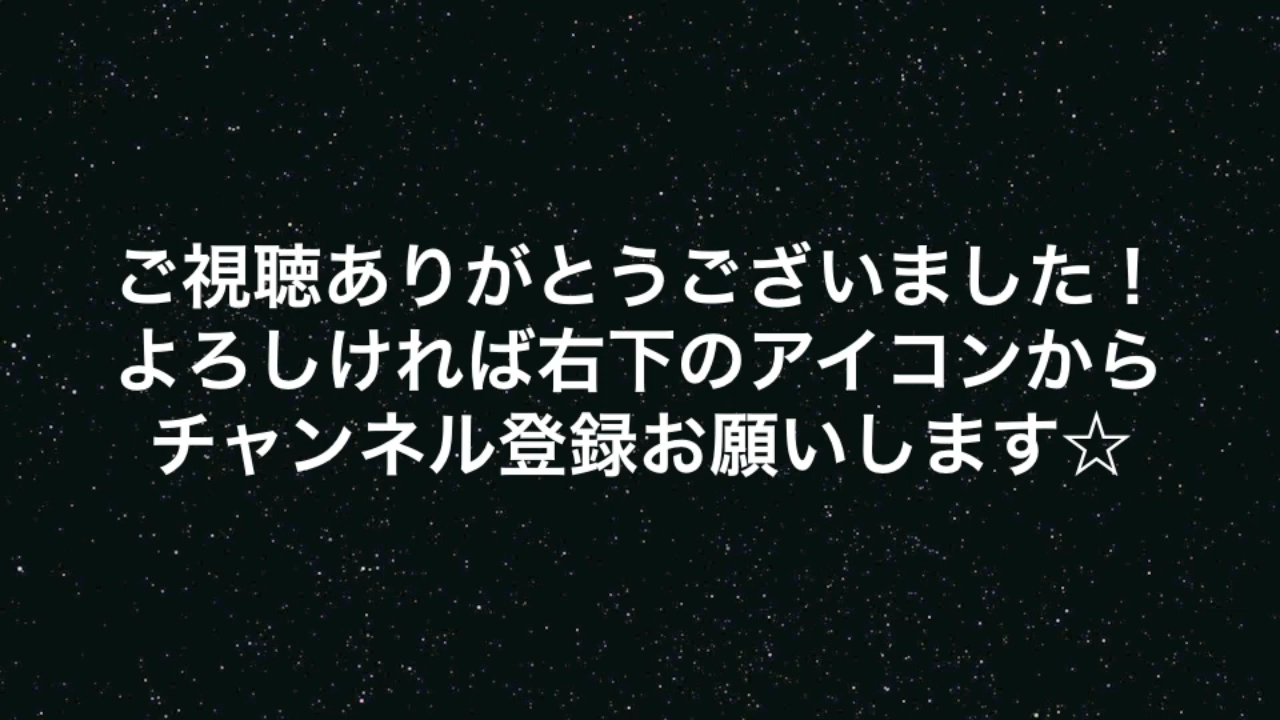 ご視聴ありがとうございました！
よろしければ右下のアイコンから
チャンネル登録お願いします☆